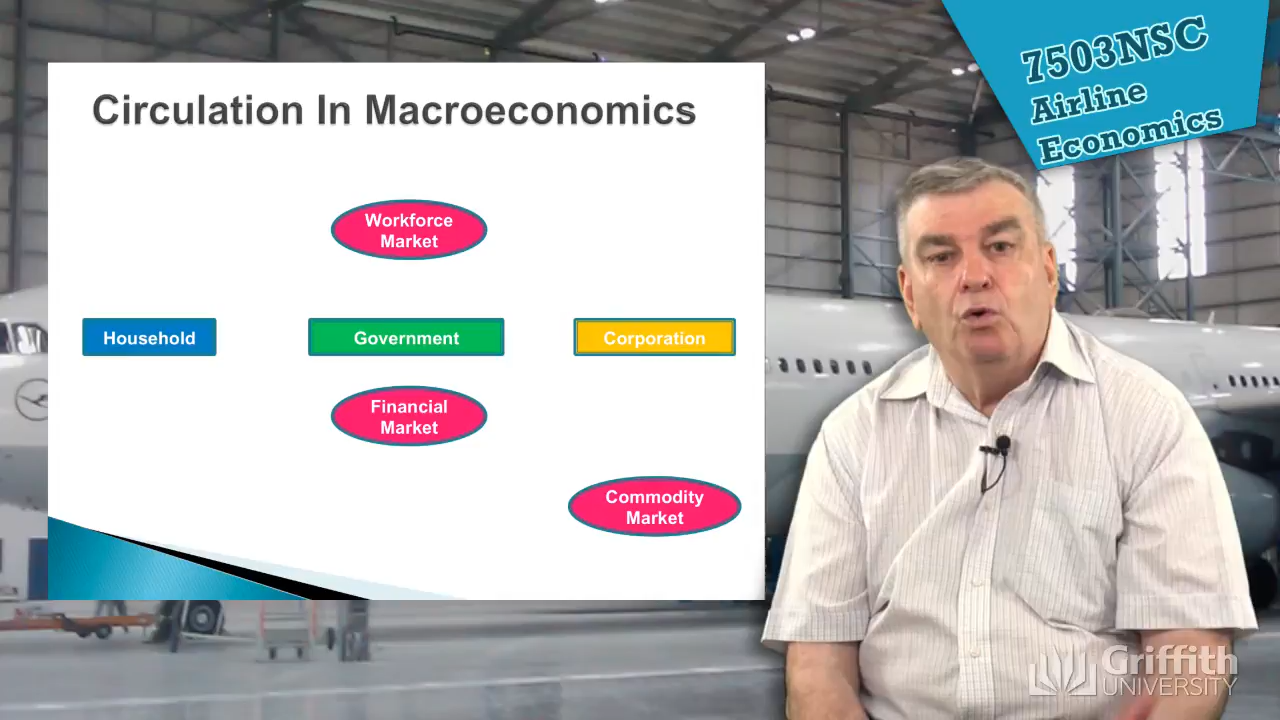 Circulation In Macroeconomics
Workforce
Market
Household
Government
Corporation
Financial
Market
Commodity
Market
7503NSC
Airline
Economics
Griffith
UNIVERSITY